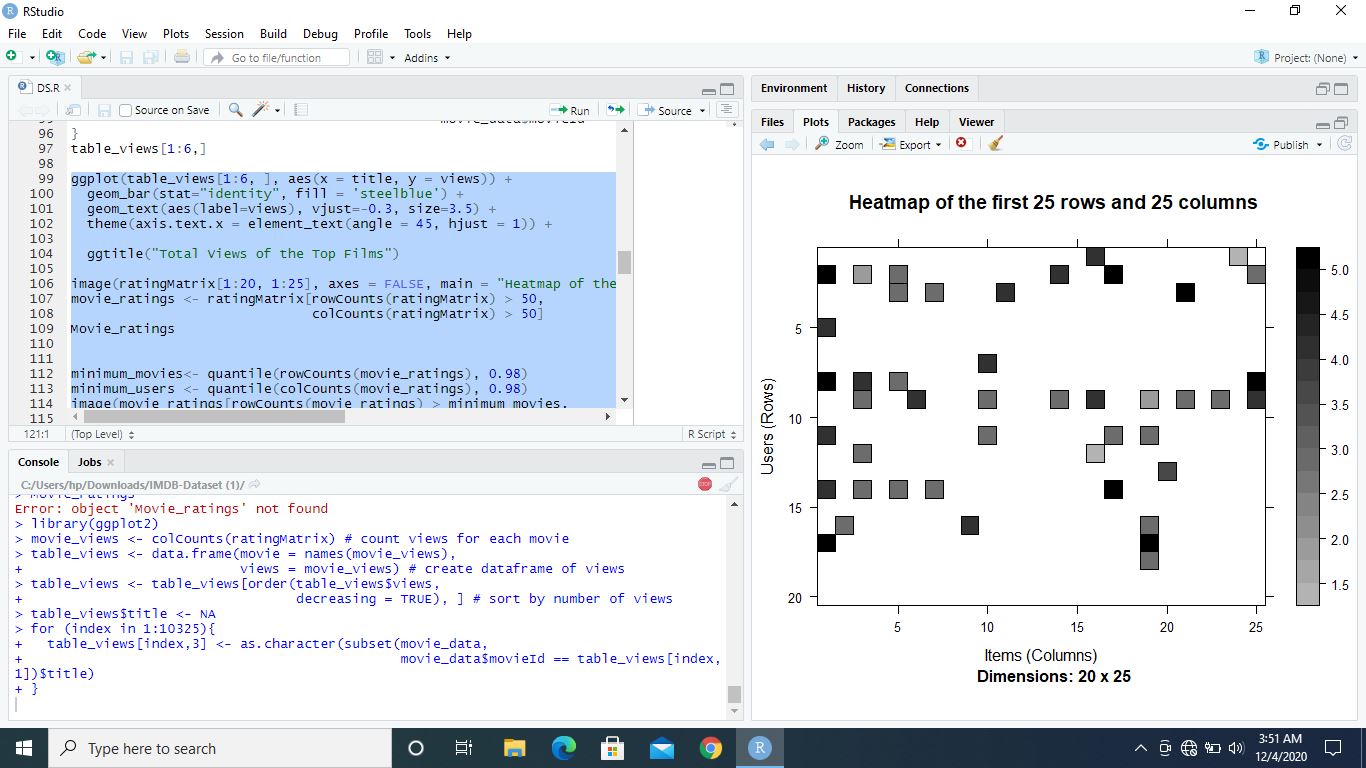 RStudio
File Edit Code View Plots Session Build Debug Profile Tools Help
Go to file/function Addins Project: (None)
DS.R
Source on Save Run Source
96 }
97 table_views[1:6,]
98
99 ggplot(table_views[1:6, ], aes(x = title, y = views)) +
100 geom_bar(stat="identity", fill = 'steelblue') +
101 geom_text(aes(label=views), vjust=-0.3, size=3.5) +
102 theme(axis.text.x = element_text(angle = 45, hjust = 1)) +
103
104 ggtitle("Total Views of the Top Films")
105
106 image(ratingMatrix[1:20, 1:25], axes = FALSE, main = "Heatmap of the
107 movie_ratings <- ratingMatrix[rowCounts(ratingMatrix) > 50,
108 colCounts(ratingMatrix) > 50]
109 Movie_ratings
110
111
112 minimum_movies<- quantile(rowCounts(movie_ratings), 0.98)
113 minimum_users <- quantile(colCounts(movie_ratings), 0.98)
114 image(movie_ratings[rowCounts(movie_ratings) > minimum_movies,
115
121:1 (Top Level) R Script
Console Jobs
C:/Users/hp/Downloads/IMDB-Dataset (1)/
> Movie_ratings
Error: object 'Movie_ratings' not found
> library(ggplot2)
> movie_views <- colCounts(ratingMatrix) # count views for each movie
> table_views <- data.frame(movie = names(movie_views),
+ views = movie_views) # create dataframe of views
> table_views <- table_views[order(table_views$views,
+ decreasing = TRUE), ] # sort by number of views
> table_views$title <- NA
> for (index in 1:10325){
+ table_views[index,3] <- as.character(subset(movie_data,
+ movie_data$movieId == table_views[index,
1])$title)
+ }
Environment History Connections
Files Plots Packages Help Viewer
Zoom Export Publish
Heatmap of the first 25 rows and 25 columns
Users (Rows)
5
10
15
20
5 10 15 20 25
Items (Columns)
Dimensions: 20 x 25
5.0
4.5
4.0
3.5
3.0
2.5
2.0
1.5
Type here to search
R
3:51 AM
12/4/2020